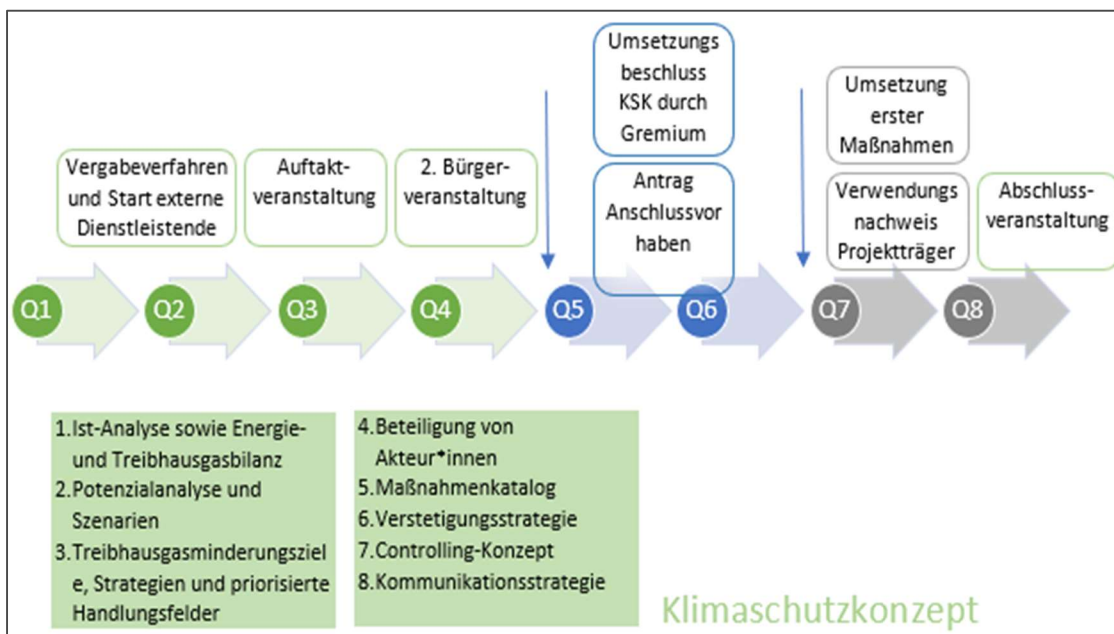 Umsetzungs
beschluss
KSK durch
Gremium
Umsetzung
erster
Maßnahmen
Vergabeverfahren
und Start externe
Dienstleistende
Auftakt-
veranstaltung
2. Bürger-
veranstaltung
Antrag
Anschlussvor
haben
Verwendungs
nachweis
Projektträger
Abschluss-
veranstaltung
Q1
Q2
Q3
Q4
Q5
Q6
Q7
Q8
1.Ist-Analyse sowie Energie-
und Treibhausgasbilanz
2.Potenzialanalyse und
Szenarien
3.Treibhausgasminderungsziel
e, Strategien und priorisierte
Handlungsfelder
4.Beteiligung von
Akteur*innen
5.Maßnahmenkatalog
6.Verstetigungsstrategie
7.Controlling-Konzept
8.Kommunikationsstrategie
Klimaschutzkonzept